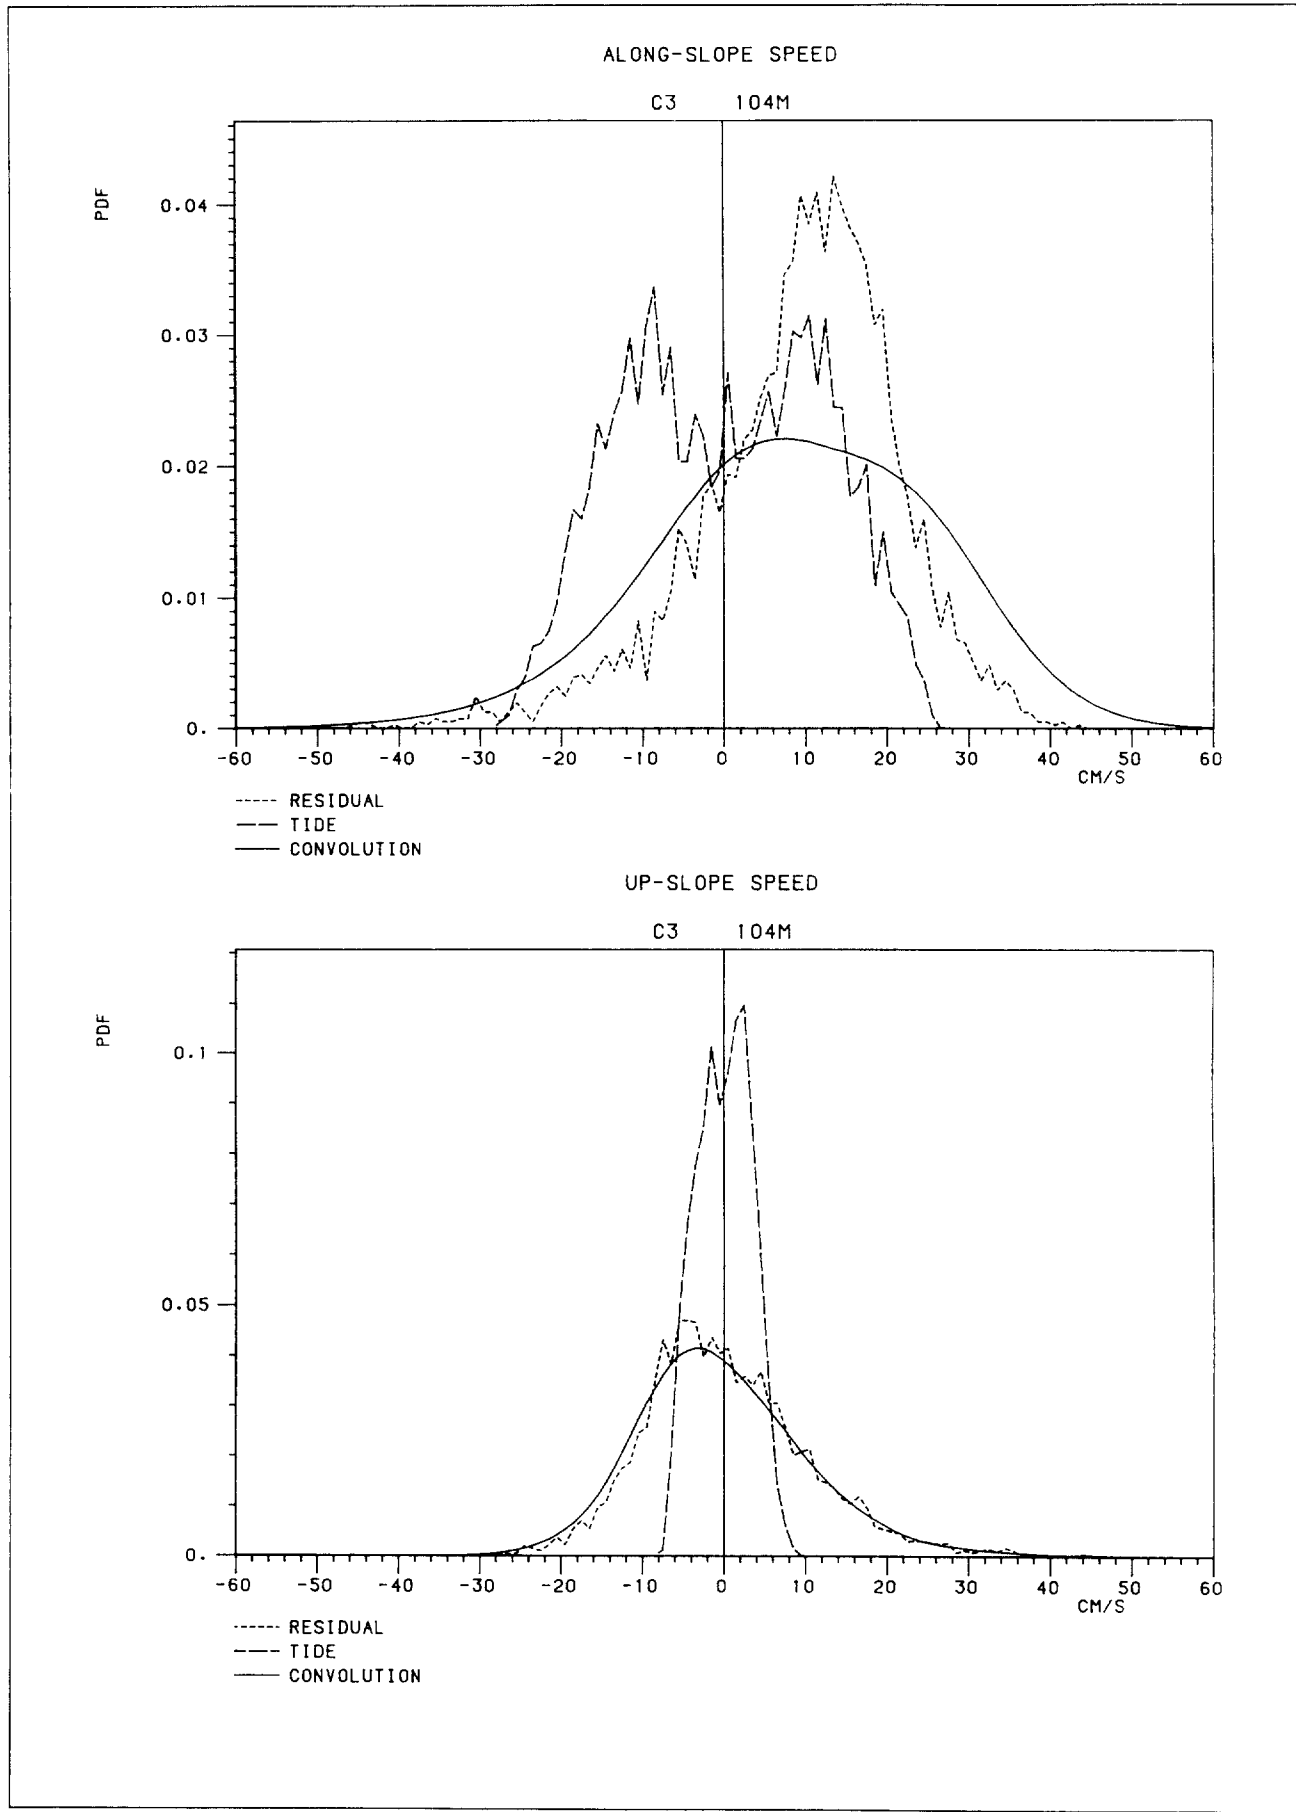 ALONG-SLOPE SPEED
C3 104M
PDF
0.04
0.03
0.02
0.01
0.
-60 -50 -40 -30 -20 -10 0 10 20 30 40 50 60
CM/S
RESIDUAL
TIDE
CONVOLUTION
UP-SLOPE SPEED
C3 104M
PDF
0.1
0.05
0.
-60 -50 -40 -30 -20 -10 0 10 20 30 40 50 60
CM/S
RESIDUAL
TIDE
CONVOLUTION